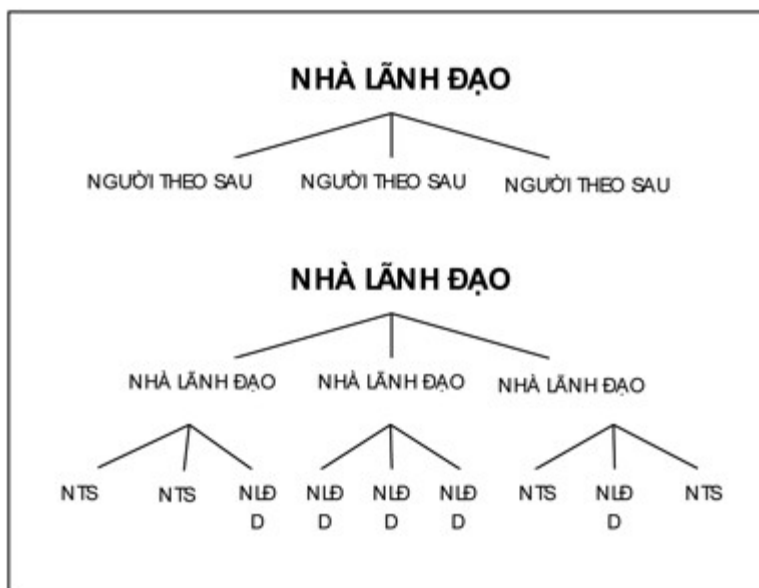 NHÀ LÃNH ĐẠO
NGƯỜI THEO SAU NGƯỜI THEO SAU NGƯỜI THEO SAU
NHÀ LÃNH ĐẠO
NHÀ LÃNH ĐẠO NHÀ LÃNH ĐẠO NHÀ LÃNH ĐẠO
NTS NTS NLĐ NLĐ NLĐ NLĐ NTS NLĐ NTS
D D D D D